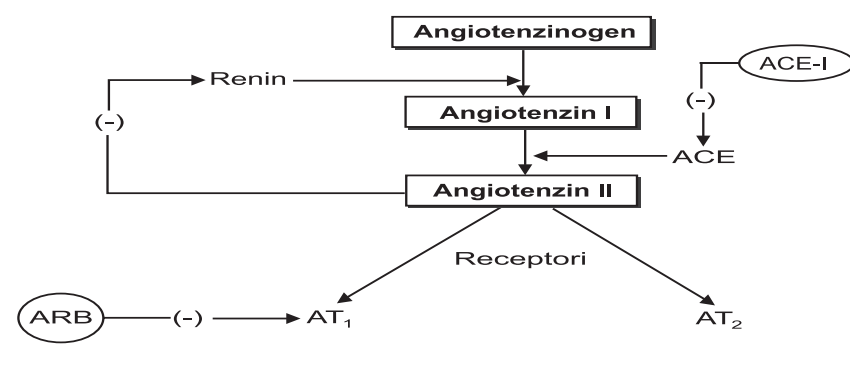 Angiotenzinogen
ACE-I
Renin
(-)
(-)
Angiotenzin I
ACE
Angiotenzin II
Receptori
ARB
(-)
AT₁
AT₂